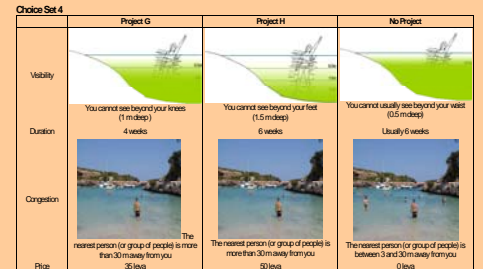 Choice Set 4
Project G Project H No Project
Visibility
You cannot see beyond your knees
(1 m deep)
You cannot see beyond your feet
(1.5 m deep)
You cannot usually see beyond your waist
(0.5 m deep)
Duration 4 weeks 6 weeks Usually 6 weeks
Congestion
The
nearest person (or group of people) is more
than 30 m away from you
The nearest person (or group of people) is
more than 30 m away from you
The nearest person (or group of people) is
between 3 and 30 m away from you
Price 35 leva 50 leva 0 leva